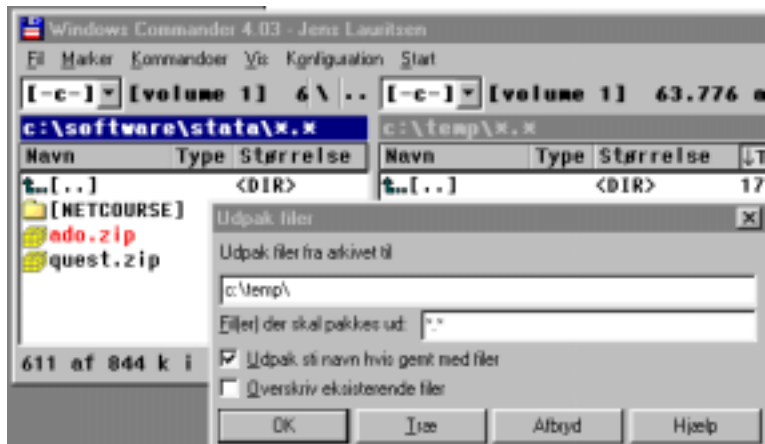 Windows Commander 4.03 - Jens Lauritsen
Fil Marker Kommandoer Vis Konfiguration Start
[-c-] [volume 1] 6 \ .. [-c-] [volume 1] 63.776 a
c:\software\stata\*.* c:\temp\*.*
Navn Type Størrelse Navn Type Størrelse ↓T
[..] <DIR> [..] <DIR> 17
[NETCOURSE]
ado.zip
quest.zip
611 af 844 k i
Udpak filer
Udpak filer fra arkivet til
c:\temp\
Fil(er) der skal pakkes ud: *.*
Udpak sti navn hvis gemt med filer
Overskriv eksisterende filer
OK Træ Afbryd Hjælp